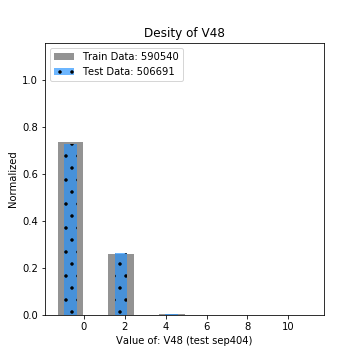 Desity of V48
Train Data: 590540
Test Data: 506691
1.0
0.8
0.6
0.4
0.2
0.0
Normalized
0 2 4 6 8 10
Value of: V48 (test sep404)